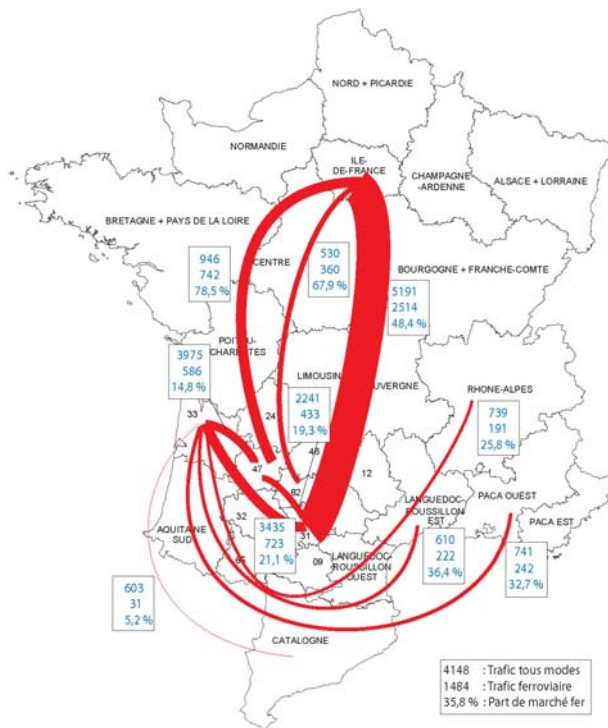 NORD + PICARDIE
NORMANDIE
ILE-
DE-FRANCE
CHAMPAGNE
-ARDENNE
ALSACE + LORRAINE
BRETAGNE + PAYS DE LA LOIRE
946
742
78,5 %
CENTRE
530
360
67,9 %
BOURGOGNE + FRANCHE-COMTE
5191
2514
48,4 %
POITOU-
CHARENTES
3975
586
14,8 %
33
LIMOUSIN
AUVERGNE
2241
433
19,3 %
24
46
RHONE-ALPES
739
191
25,8 %
47
82
12
LANGUEDOC-
ROUSSILLON
EST
PACA OUEST
PACA EST
32
AQUITAINE
SUD
3435
723
21,1 %
31
610
222
36,4 %
741
242
32,7 %
65
09
LANGUEDOC-
ROUSSILLON
OUEST
603
31
5,2 %
CATALOGNE
4148 : Trafic tous modes
1484 : Trafic ferroviaire
35,8 % : Part de marché fer